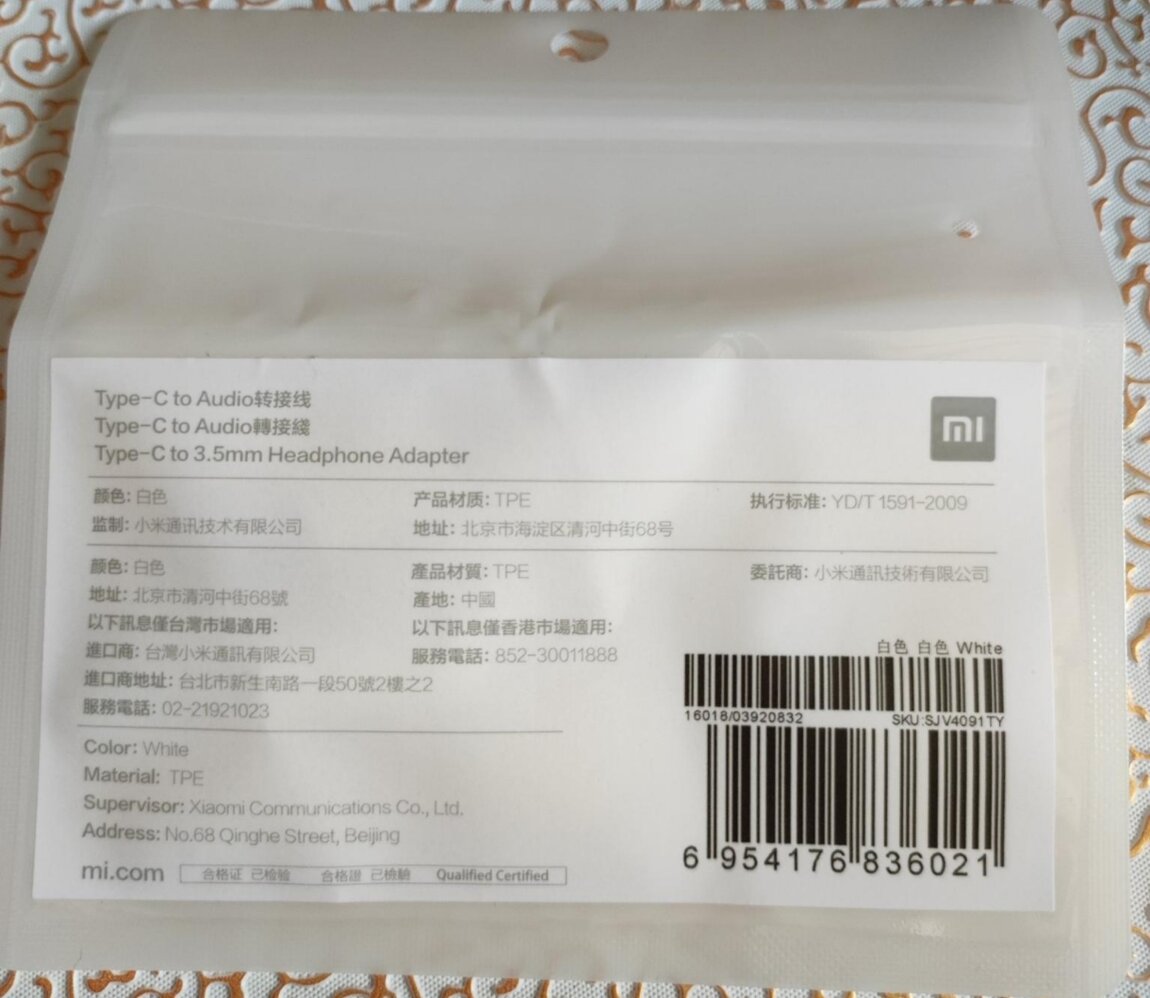 Type-C to Audio转接线
Type-C to Audio轉接綫
Type-C to 3.5mm Headphone Adapter
mi
颜色: 白色 产品材质: TPE 执行标准: YD/T 1591-2009
监制: 小米通讯技术有限公司 地址: 北京市海淀区清河中街68号
颜色: 白色 產品材質: TPE 委託商: 小米通訊技術有限公司
地址: 北京市清河中街68號 產地: 中國
以下訊息僅台灣市場適用: 以下訊息僅香港市場適用:
進口商: 台灣小米通訊有限公司 服務電話: 852-30011888
進口商地址: 台北市新生南路一段50號2樓之2
服務電話: 02-21921023
白色 白色 White
16018/03920832 SKU:SJV4091TY
Color: White
Material: TPE
Supervisor: Xiaomi Communications Co., Ltd.
Address: No.68 Qinghe Street, Beijing
mi.com 合格证 已检验 合格證 已檢驗 Qualified Certified
6 954176 836021